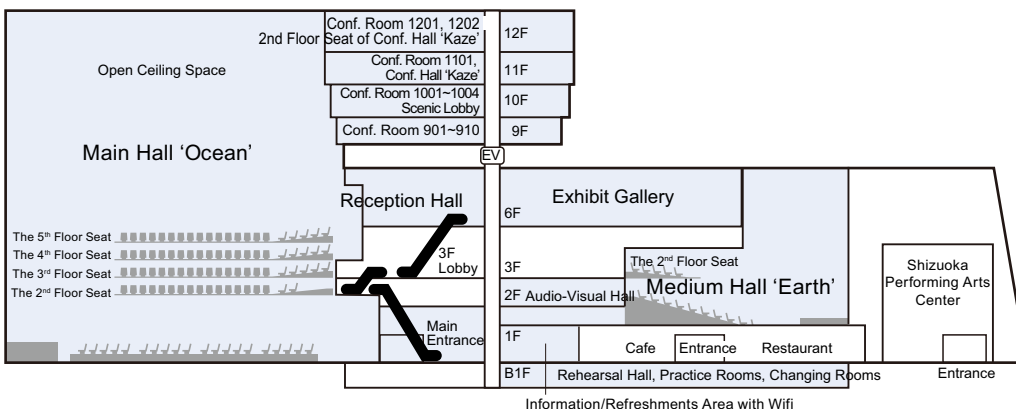 Conf. Room 1201, 1202
2nd Floor Seat of Conf. Hall 'Kaze'
12F
Open Ceiling Space
Conf. Room 1101,
Conf. Hall 'Kaze'
11F
Conf. Room 1001~1004
Scenic Lobby
10F
Conf. Room 901~910
9F
Main Hall 'Ocean'
EV
Reception Hall
Exhibit Gallery
6F
The 5th Floor Seat
The 4th Floor Seat
The 3rd Floor Seat
The 2nd Floor Seat
3F
Lobby
3F
The 2nd Floor Seat
Medium Hall 'Earth'
2F Audio-Visual Hall
Shizuoka
Performing Arts
Center
Main
Entrance
1F
Cafe
Entrance
Restaurant
Entrance
B1F
Rehearsal Hall, Practice Rooms, Changing Rooms
Information/Refreshments Area with Wifi